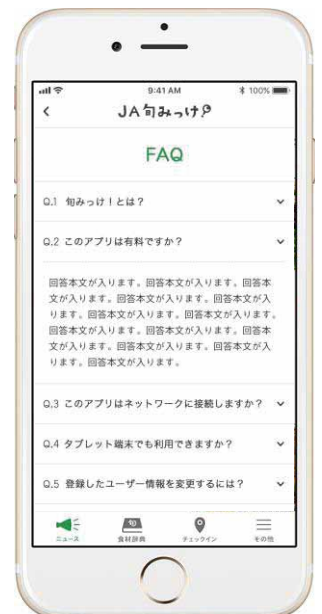 9:41 AM
100%
JA旬みっけ
FAQ
Q.1 旬みっけ！とは？
Q.2 このアプリは有料ですか？
回答本文が入ります。回答本文が入ります。回答本
文が入ります。回答本文が入ります。回答本文が入
ります。回答本文が入ります。回答本文が入ります。
回答本文が入ります。回答本文が入ります。回答本
文が入ります。回答本文が入ります。回答本文が入
ります。回答本文が入ります。
Q.3 このアプリはネットワークに接続しますか？
Q.4 タブレット端末でも利用できますか？
Q.5 登録したユーザー情報を変更するには？
旬
ニュース
食材辞典
チェックイン
その他